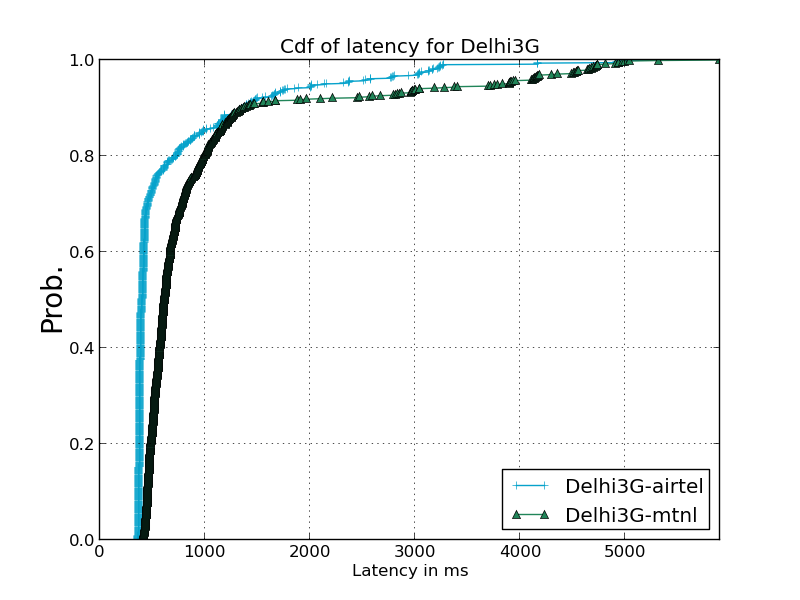 Cdf of latency for Delhi3G
1.0
0.8
0.6
0.4
0.2
0.0
Prob.
0 1000 2000 3000 4000 5000
Latency in ms
Delhi3G-airtel
Delhi3G-mtnl